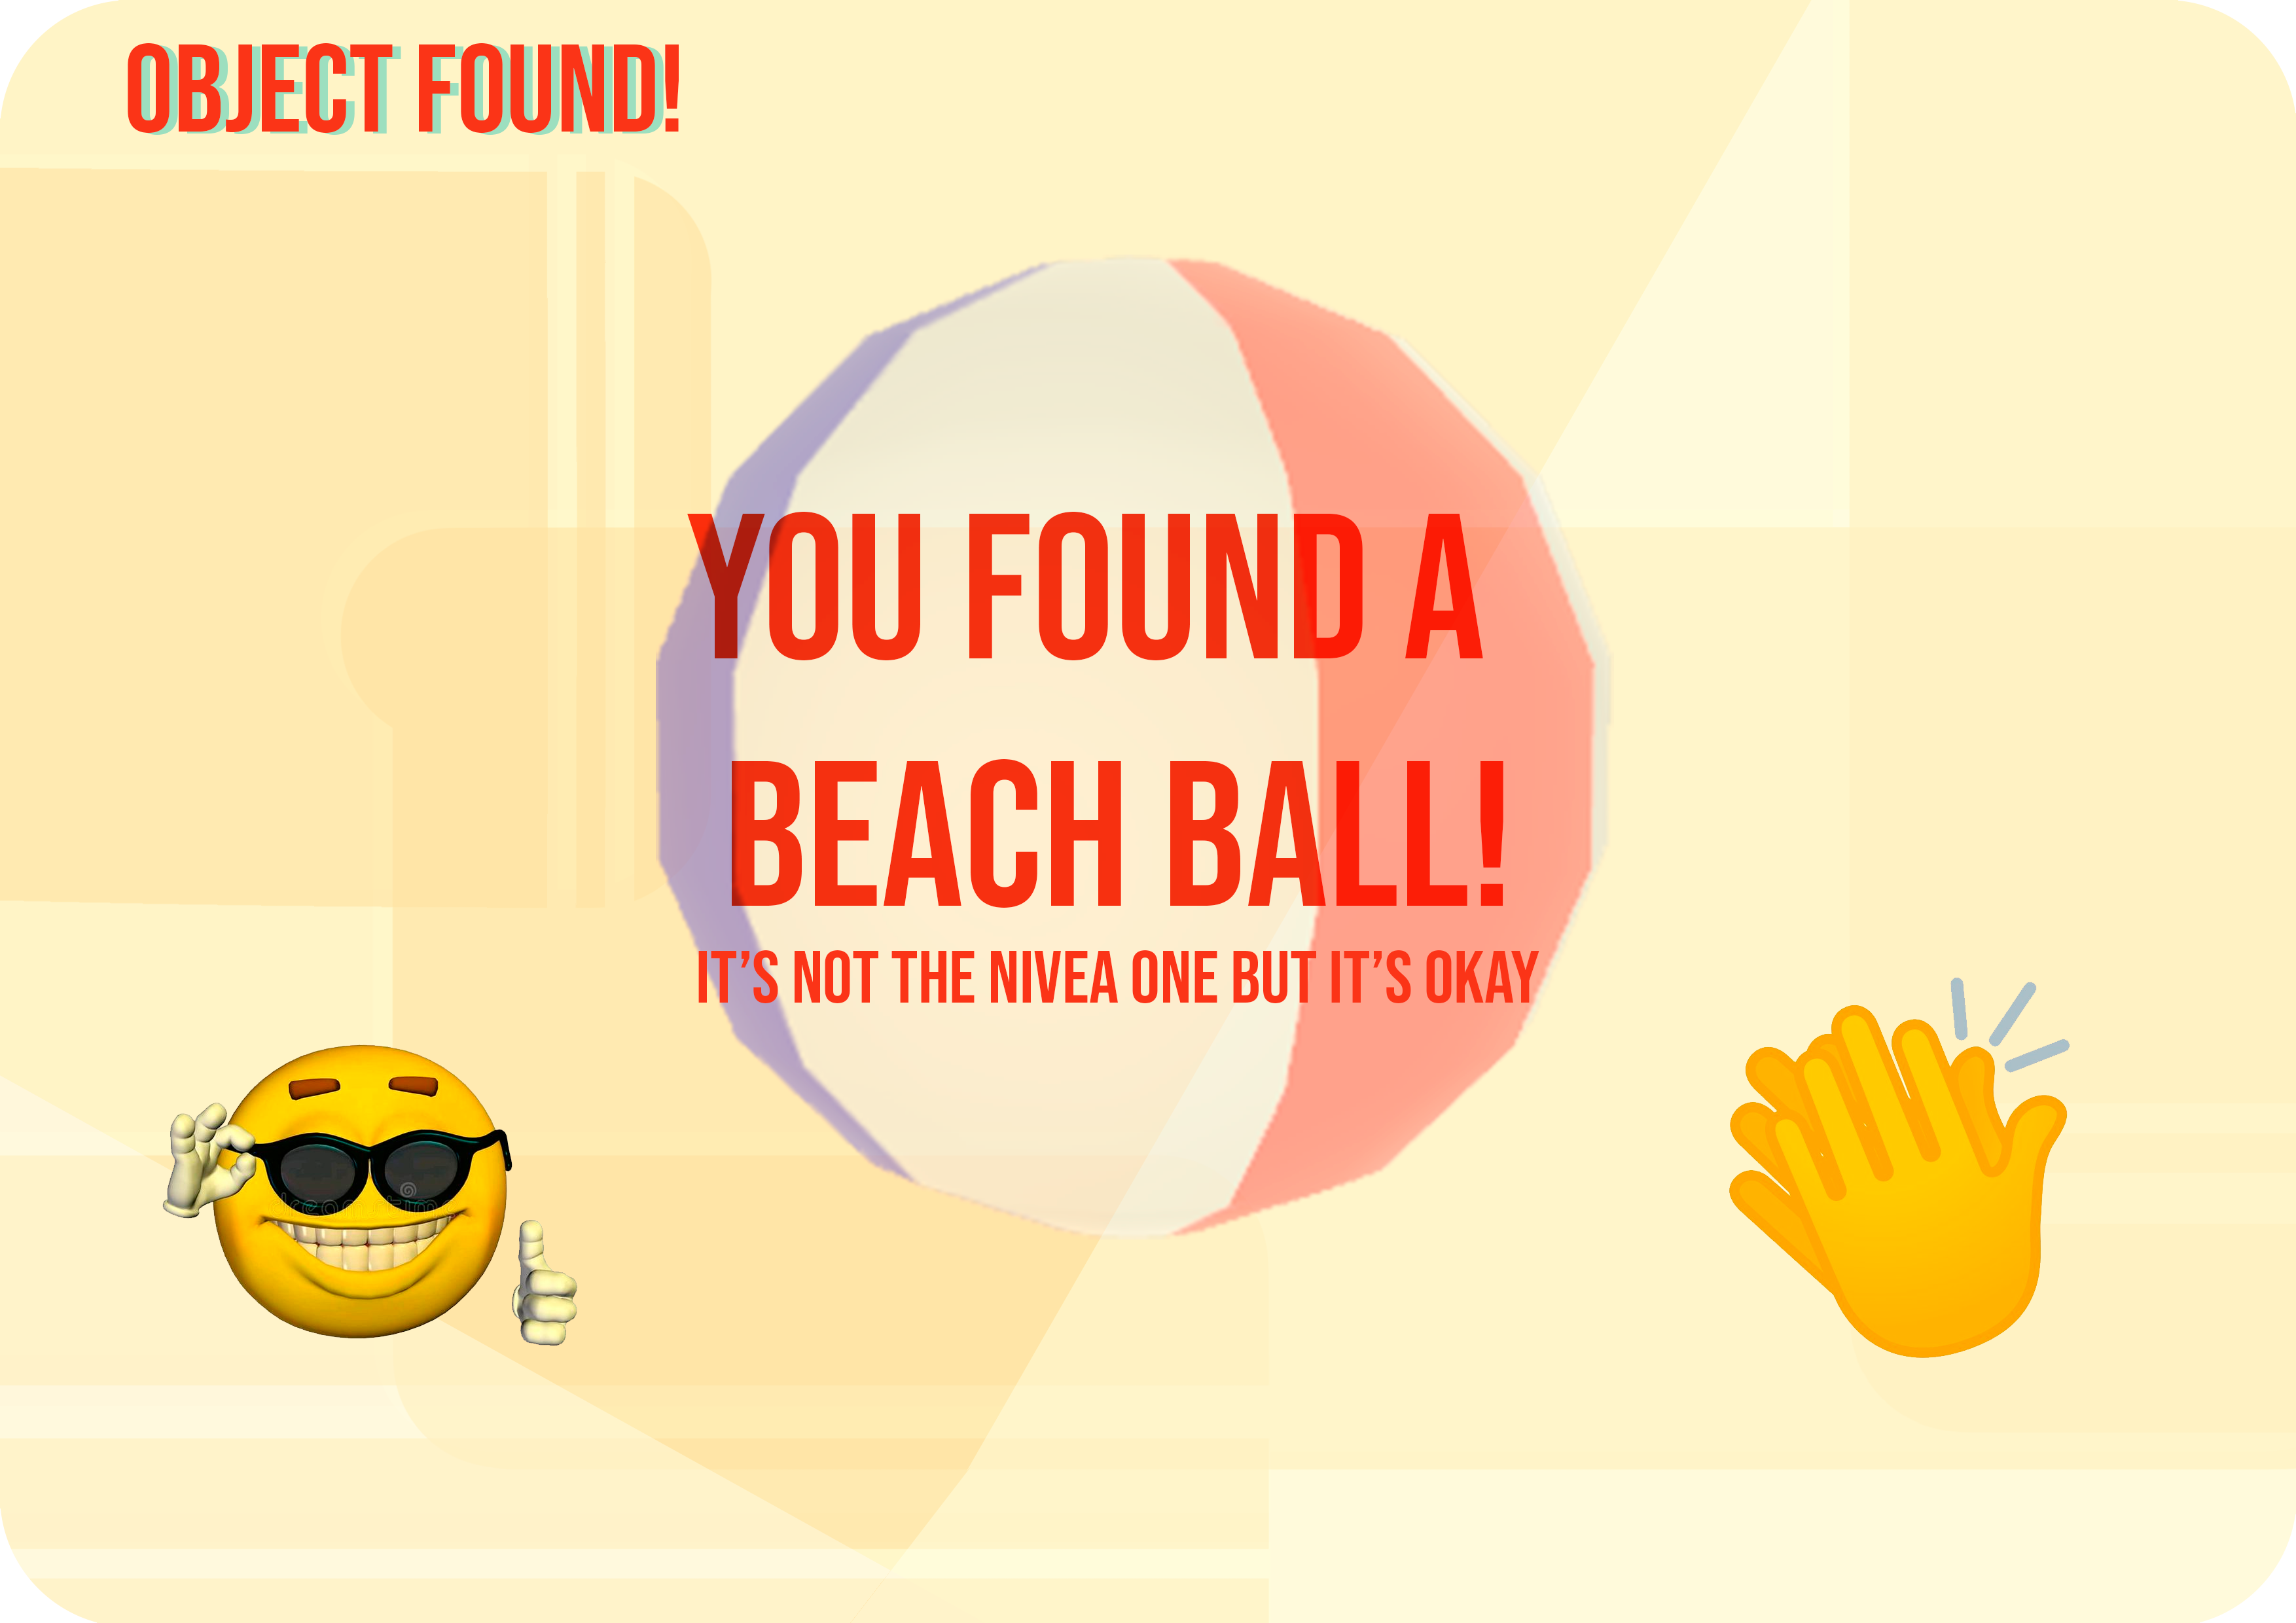 OBJECT FOUND!
YOU FOUND A
BEACH BALL!
IT'S NOT THE NIVEA ONE BUT IT'S OKAY